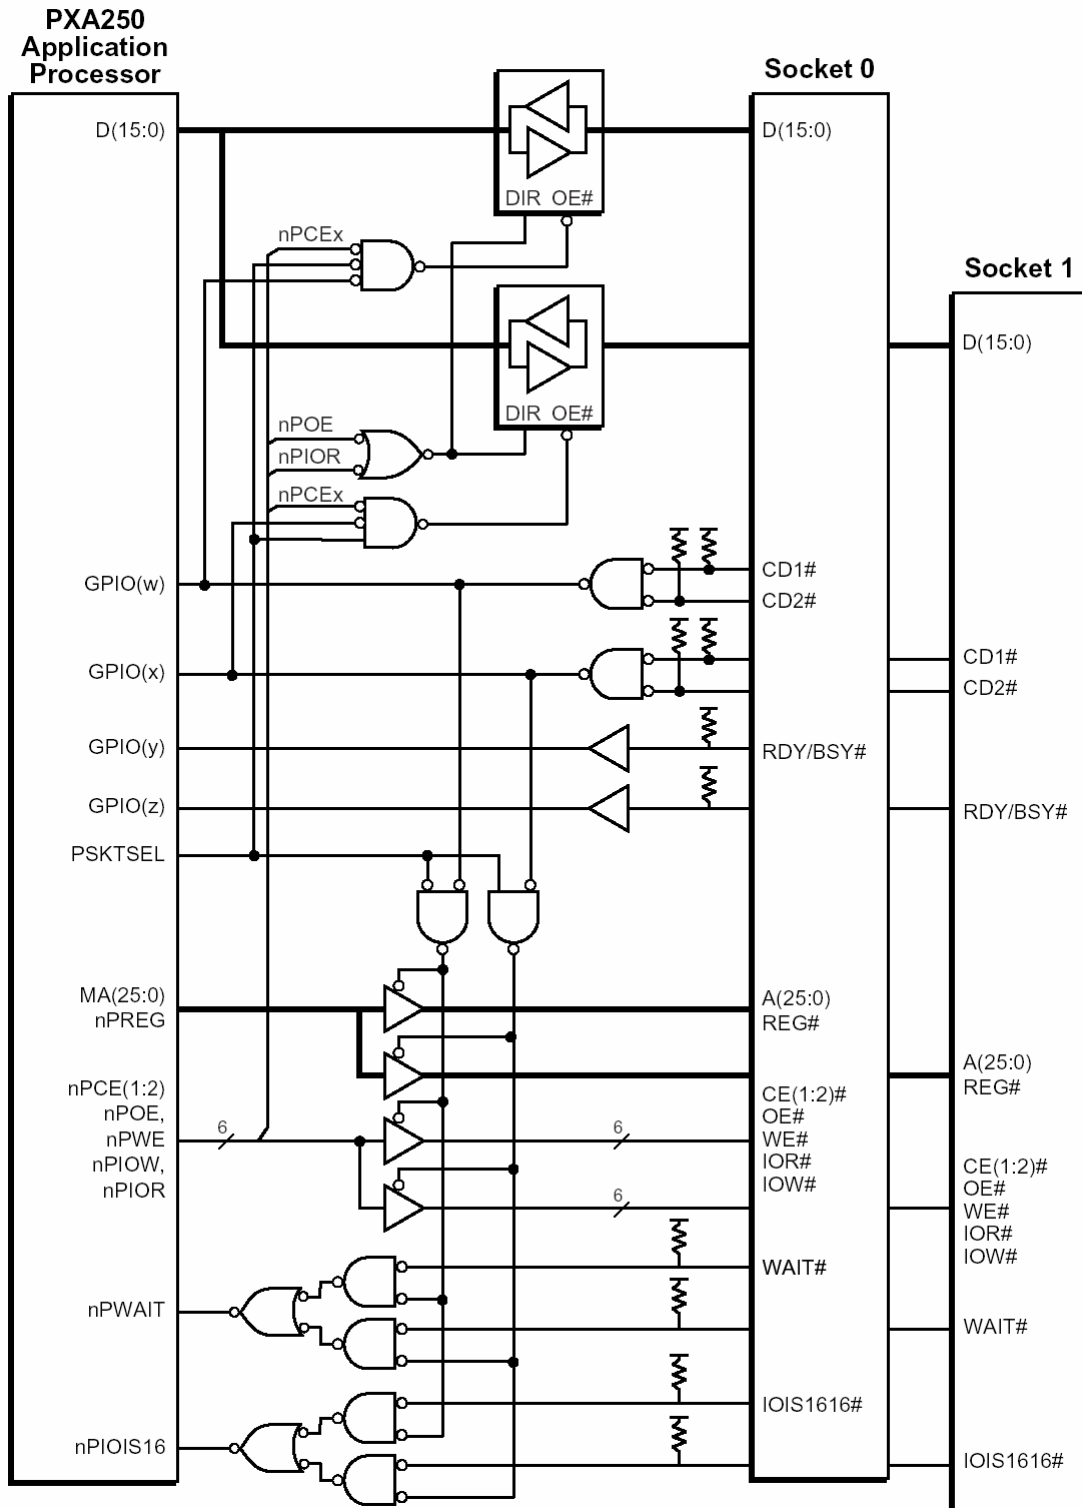 PXA250
Application
Processor
Socket 0
D(15:0)
D(15:0)
DIR OE#
nPCEx
Socket 1
D(15:0)
DIR OE#
nPOE
nPIOR
nPCEx
GPIO(w)
CD1#
CD2#
GPIO(x)
CD1#
CD2#
GPIO(y)
RDY/BSY#
GPIO(z)
RDY/BSY#
PSKTSEL
MA(25:0)
nPREG
A(25:0)
REG#
A(25:0)
REG#
nPCE(1:2)
nPOE,
nPWE
nPIOW,
nPIOR
6
6
CE(1:2)#
OE#
WE#
IOR#
IOW#
6
CE(1:2)#
OE#
WE#
IOR#
IOW#
WAIT#
nPWAIT
WAIT#
IOIS1616#
nPIOIS16
IOIS1616#